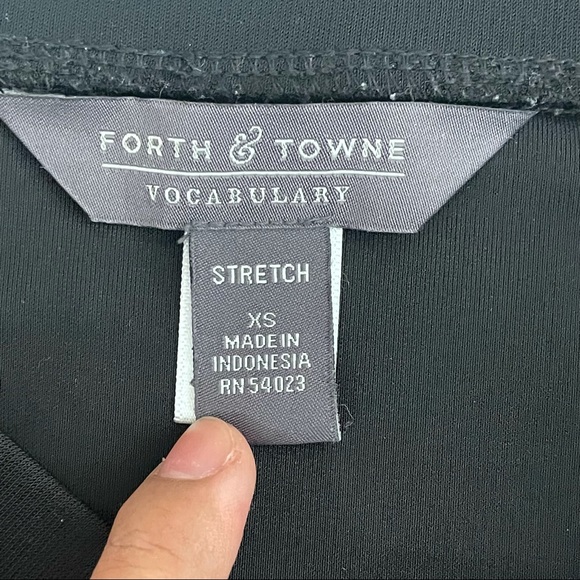 FORTH & TOWNE
VOCABULARY
STRETCH
XS
MADE IN
INDONESIA
RN 54023